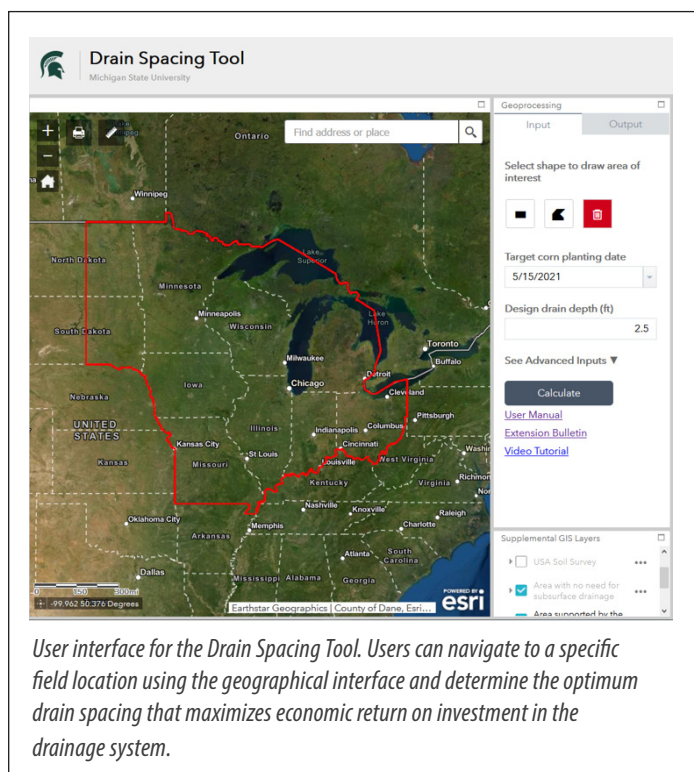 Drain Spacing Tool
Michigan State University
Geoprocessing
Input
Output
Select shape to draw area of
interest
Target corn planting date
5/15/2021
Design drain depth (ft)
2.5
See Advanced Inputs ▼
Calculate
User Manual
Extension Bulletin
Video Tutorial
Supplemental GIS Layers
USA Soil Survey
Area with no need for
subsurface drainage
Area supported by the
+
−
Find address or place
Ontario
Winnipeg
North Dakota
Minnesota
Lake
Superior
Minneapolis
Wisconsin
South Dakota
Lake
Huron
Toronto
Buffalo
Milwaukee
Detroit
Chicago
Cleveland
Iowa
Nebraska
Pittsburgh
UNITED
STATES
Illinois
Indianapolis
Columbus
Kansas City
Cincinnati
St Louis
Kansas
Missouri
Louisville
West Virginia
Kentucky
Virginia
Richmon
Nashville
Knoxville
Raleigh
Oklahoma City
Memphis
Charlotte
Arkansas
Atlanta
South
Carolina
Dallas
Mississippi
Alabama
Georgia
0 150 300mi
-99.962 50.376 Degrees
Earthstar Geographics | County of Dane, Esri...
POWERED BY
esri
User interface for the Drain Spacing Tool. Users can navigate to a specific
field location using the geographical interface and determine the optimum
drain spacing that maximizes economic return on investment in the
drainage system.